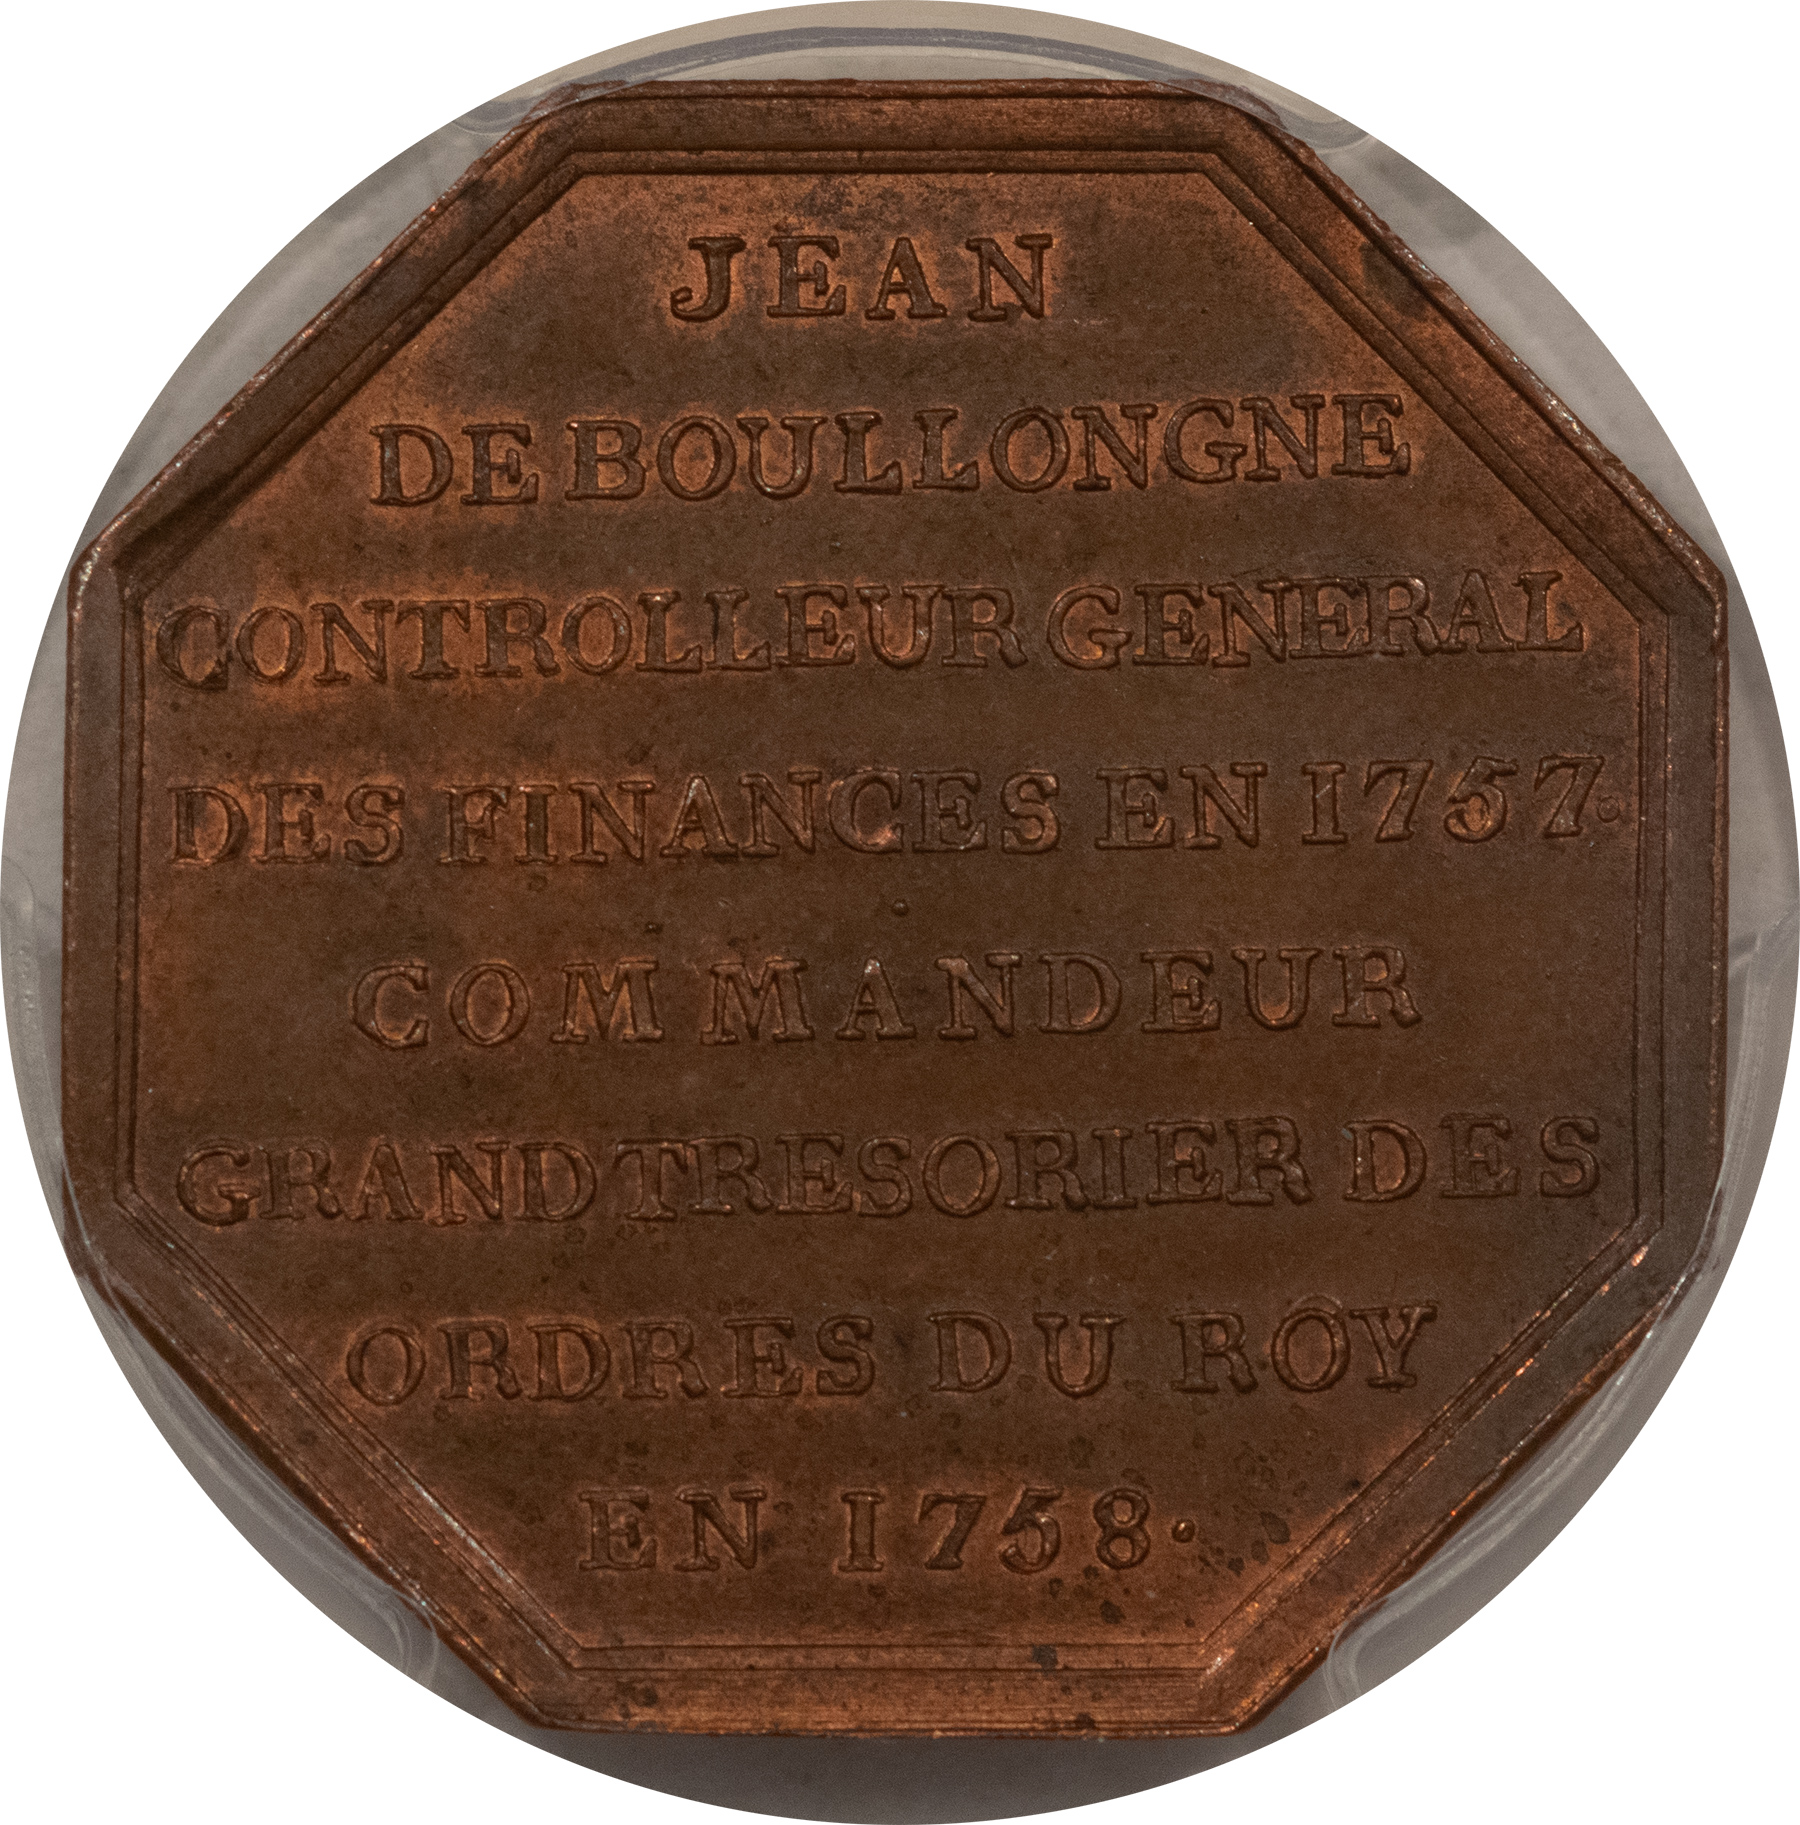 JEAN
DE BOULLONGNE
CONTROLLEUR GENERAL
DES FINANCES EN 1757.
COMMANDEUR
GRAND TRESORIER DES
ORDRES DU ROY
EN 1758.